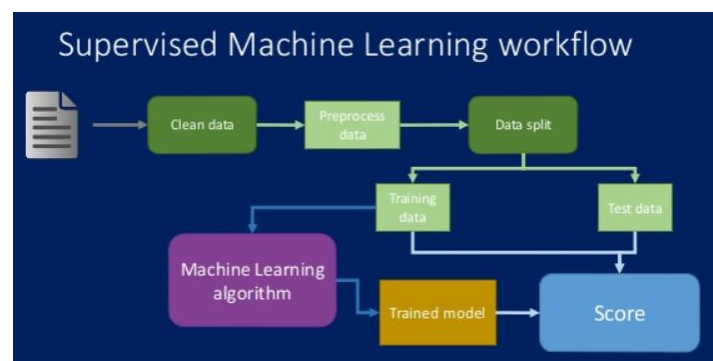 Supervised Machine Learning workflow
Clean data
Preprocess
data
Data split
Training
data
Test data
Machine Learning
algorithm
Trained model
Score